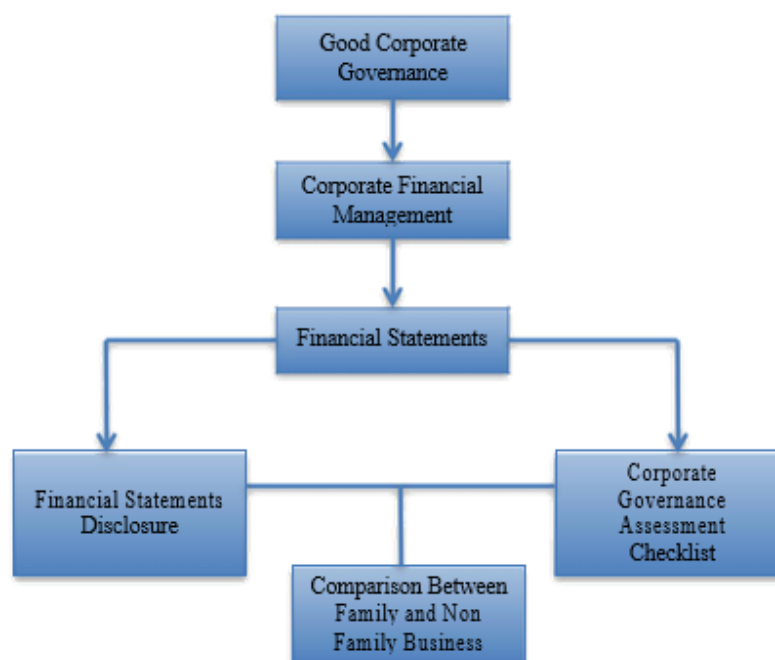 Good Corporate
Governance
Corporate Financial
Management
Financial Statements
Financial Statements
Disclosure
Corporate
Governance
Assessment
Checklist
Comparison Between
Family and Non
Family Business